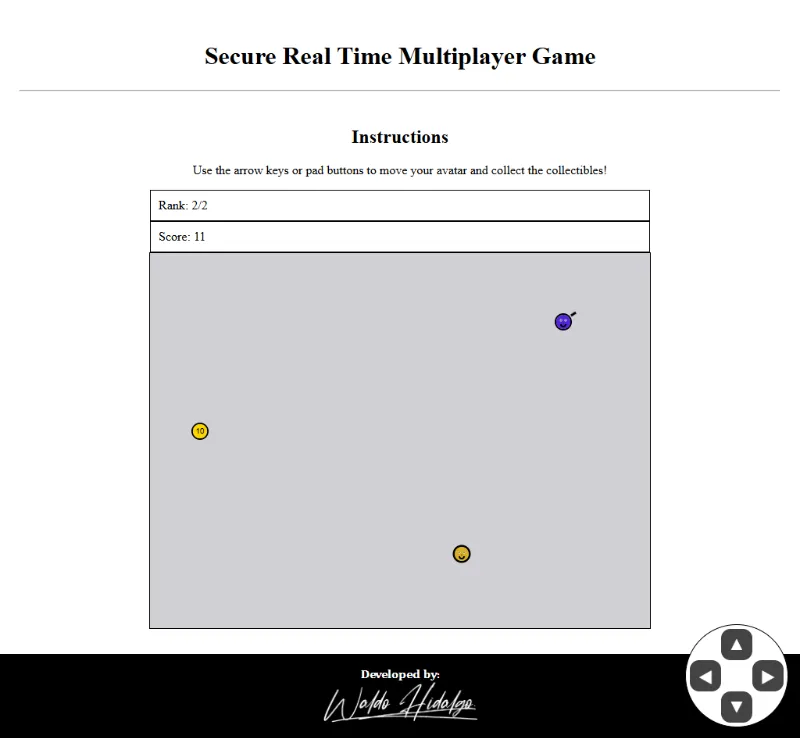 Secure Real Time Multiplayer Game
Instructions
Use the arrow keys or pad buttons to move your avatar and collect the collectibles!
Rank: 2/2
Score: 11
10
Developed by:
Waldo Hidalgo